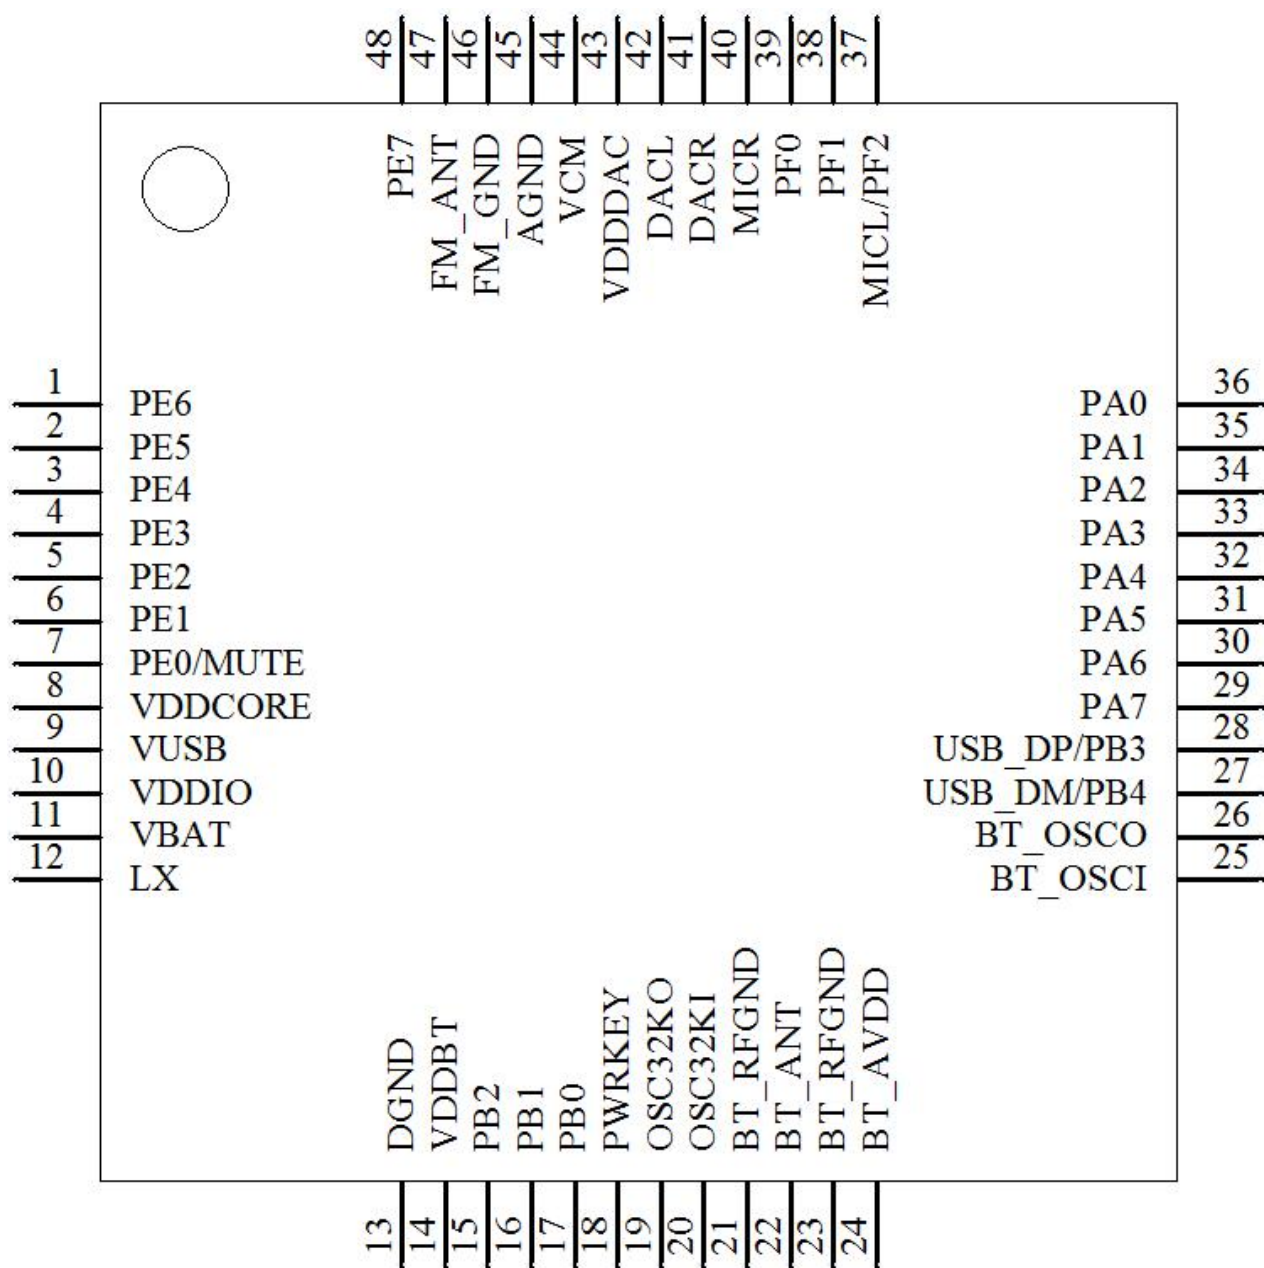 48 47 46 45 44 43 42 41 40 39 38 37
PE7
FM_ANT
FM_GND
AGND
VCM
VDDDAC
DACL
DACR
MICR
PF0
PF1
MICL/PF2
1 PE6
2 PE5
3 PE4
4 PE3
5 PE2
6 PE1
7 PE0/MUTE
8 VDDCORE
9 VUSB
10 VDDIO
11 VBAT
12 LX
PA0 36
PA1 35
PA2 34
PA3 33
PA4 32
PA5 31
PA6 30
PA7 29
USB_DP/PB3 28
USB_DM/PB4 27
BT_OSCO 26
BT_OSCI 25
DGND
VDDBT
PB2
PB1
PB0
PWRKEY
OSC32KO
OSC32KI
BT_RFGND
BT_ANT
BT_RFGND
BT_AVDD
13 14 15 16 17 18 19 20 21 22 23 24